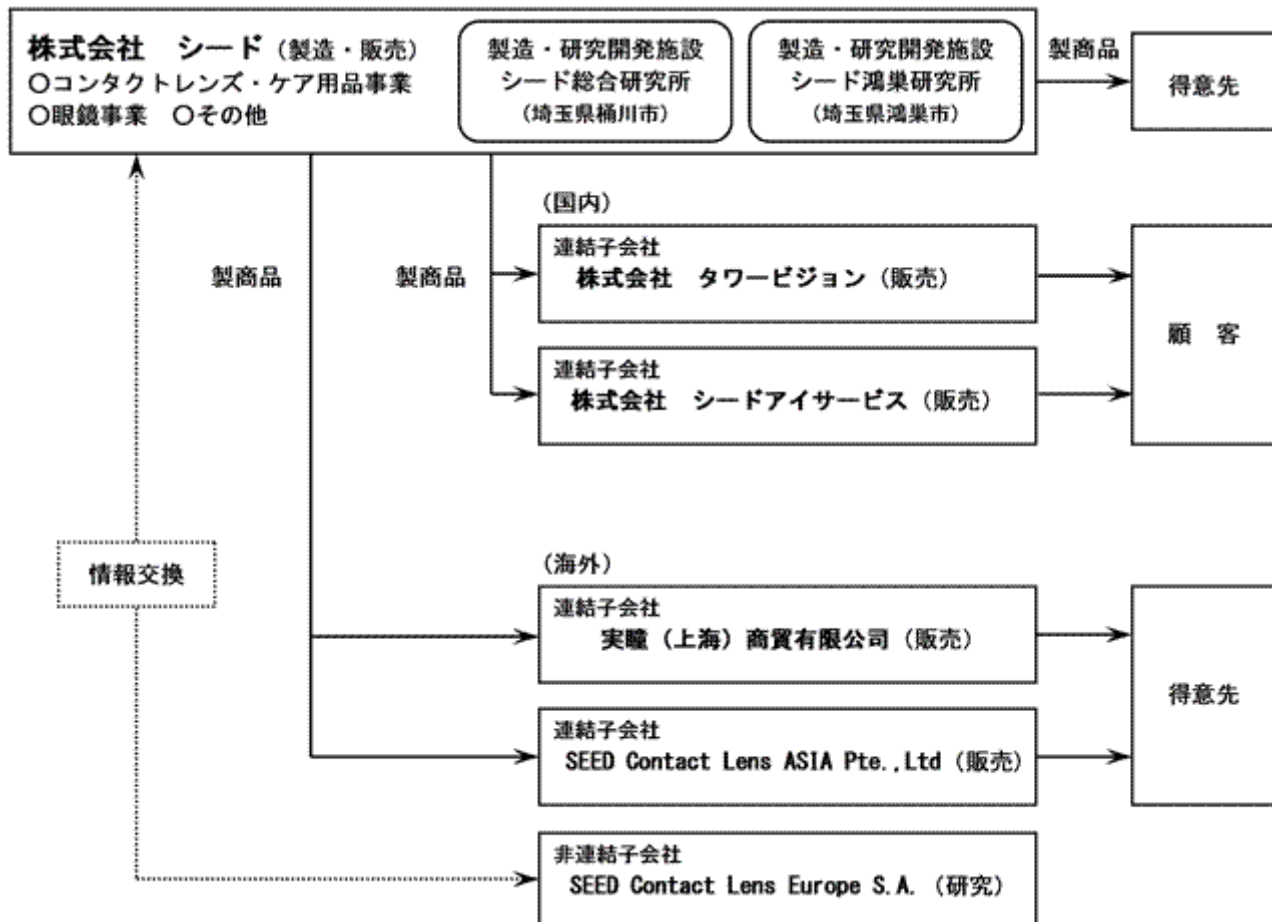 株式会社 シード（製造・販売）
○コンタクトレンズ・ケア用品事業
○眼鏡事業 ○その他
製造・研究開発施設
シード総合研究所
（埼玉県桶川市）
製造・研究開発施設
シード鴻巣研究所
（埼玉県鴻巣市）
製商品
得意先
（国内）
連結子会社
株式会社 タワービジョン（販売）
製商品
製商品
顧 客
連結子会社
株式会社 シードアイサービス（販売）
情報交換
（海外）
連結子会社
実瞳（上海）商貿有限公司（販売）
得意先
連結子会社
SEED Contact Lens ASIA Pte.,Ltd（販売）
非連結子会社
SEED Contact Lens Europe S.A.（研究）